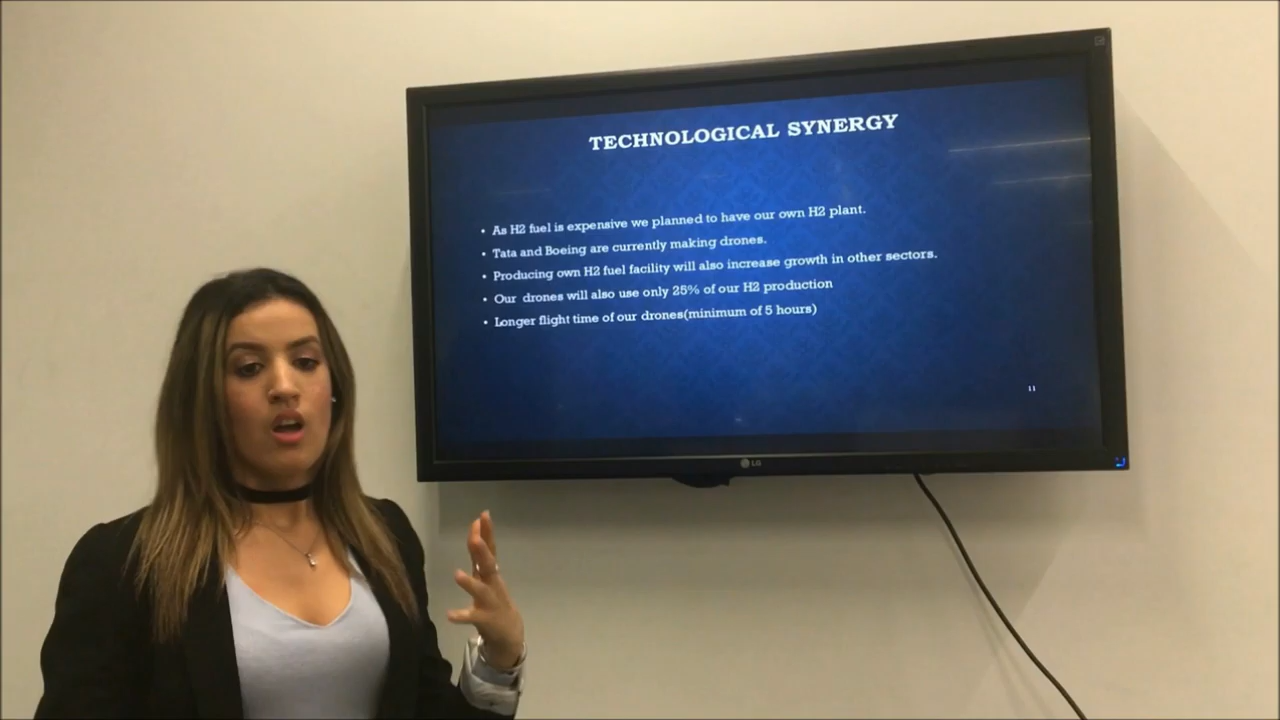 TECHNOLOGICAL SYNERGY
• As H2 fuel is expensive we planned to have our own H2 plant.
• Tata and Boeing are currently making drones.
• Producing own H2 fuel facility will also increase growth in other sectors.
• Our drones will also use only 25% of our H2 production
• Longer flight time of our drones(minimum of 5 hours)
11
LG